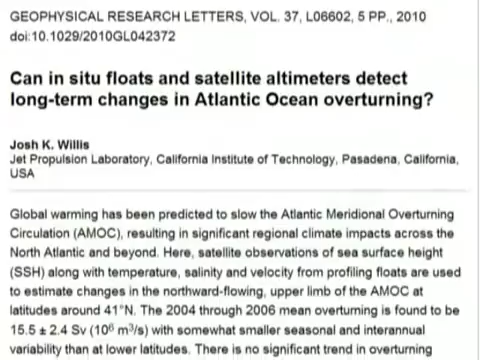 GEOPHYSICAL RESEARCH LETTERS, VOL. 37, L06602, 5 PP., 2010
doi:10.1029/2010GL042372
Can in situ floats and satellite altimeters detect
long-term changes in Atlantic Ocean overturning?
Josh K. Willis
Jet Propulsion Laboratory, California Institute of Technology, Pasadena, California,
USA
Global warming has been predicted to slow the Atlantic Meridional Overturning
Circulation (AMOC), resulting in significant regional climate impacts across the
North Atlantic and beyond. Here, satellite observations of sea surface height
(SSH) along with temperature, salinity and velocity from profiling floats are used
to estimate changes in the northward-flowing, upper limb of the AMOC at
latitudes around 41°N. The 2004 through 2006 mean overturning is found to be
15.5 ± 2.4 Sv (10⁶ m³/s) with somewhat smaller seasonal and interannual
variability than at lower latitudes. There is no significant trend in overturning